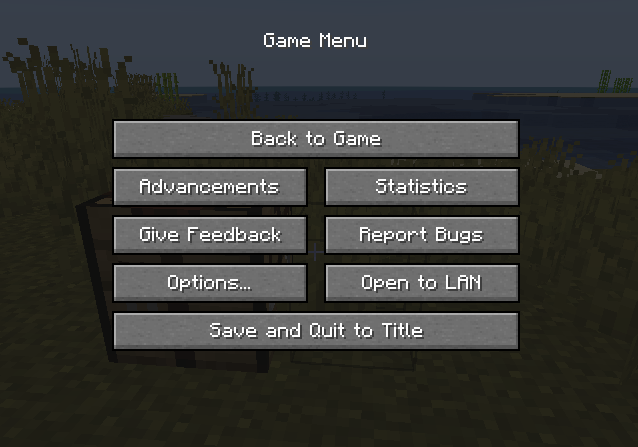 Game Menu
Back to Game
Advancements
Statistics
Give Feedback
Report Bugs
Options...
Open to LAN
Save and Quit to Title